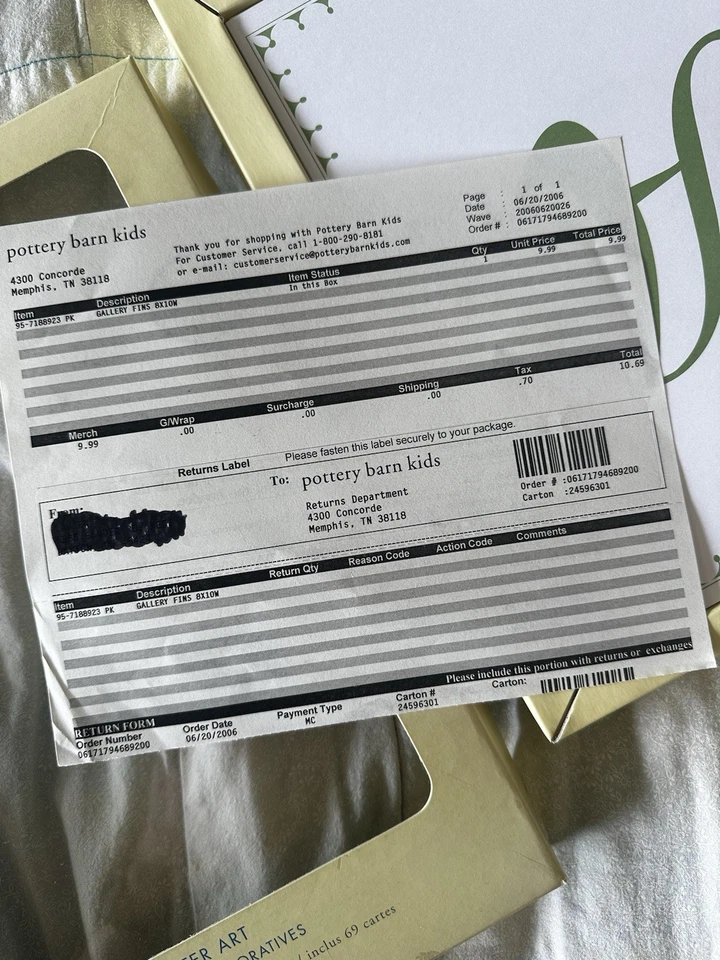 pottery barn kids
4300 Concorde
Memphis, TN 38118
Thank you for shopping with Pottery Barn Kids
For Customer Service, call 1-800-290-8181
or e-mail: customerservice@potterybarnkids.com
Page : 1 of 1
Date : 06/20/2006
Wave : 20060620026
Order # : 06171794689200
Item Description Item Status Qty Unit Price Total Price
95-7188923 PK GALLERY FINS 8X10W In this Box 1 9.99 9.99
Merch G/Wrap Surcharge Shipping Tax Total
9.99 .00 .00 .00 .70 10.69
Returns Label Please fasten this label securely to your package.
From:
To: pottery barn kids
Returns Department
4300 Concorde
Memphis, TN 38118
Order # :06171794689200
Carton :24596301
Item Description Return Qty Reason Code Action Code Comments
95-7188923 PK GALLERY FINS 8X10W
Please include this portion with returns or exchanges
RETURN FORM
Order Number Order Date Payment Type Carton # Carton:
06171794689200 06/20/2006 MC 24596301
ER ART
ORATIVES
/ inclus 69 cartes